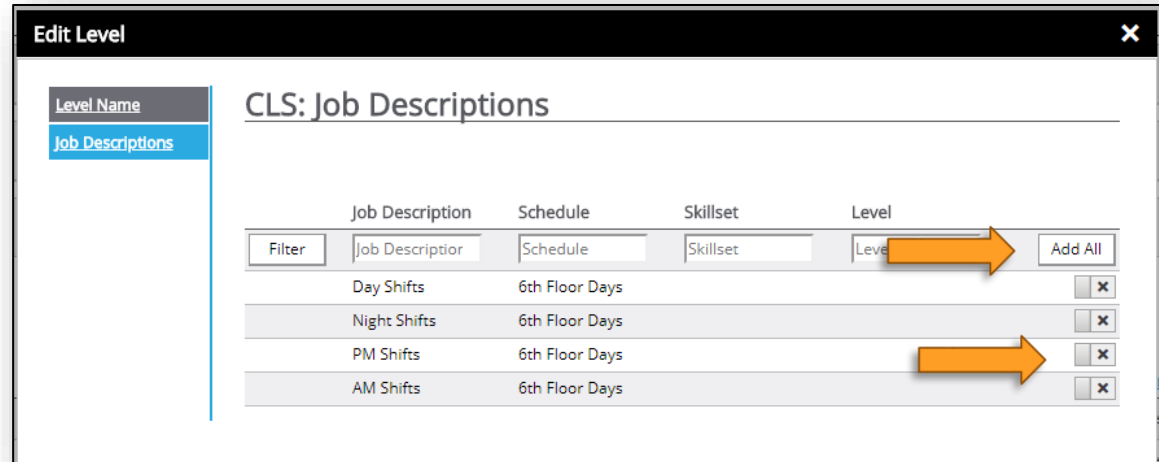 Edit Level
Level Name
Job Descriptions
CLS: Job Descriptions
Job Description Schedule Skillset Level
Filter Job Descriptior Schedule Skillset Leve Add All
Day Shifts 6th Floor Days
Night Shifts 6th Floor Days
PM Shifts 6th Floor Days
AM Shifts 6th Floor Days